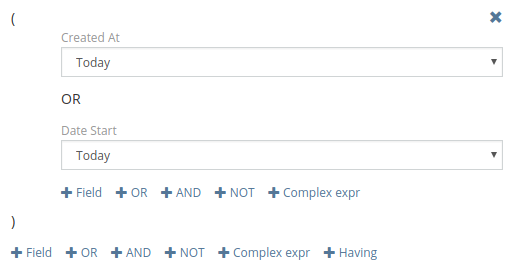 (
Created At
Today
OR
Date Start
Today
Field OR AND NOT Complex expr
)
Field OR AND NOT Complex expr Having